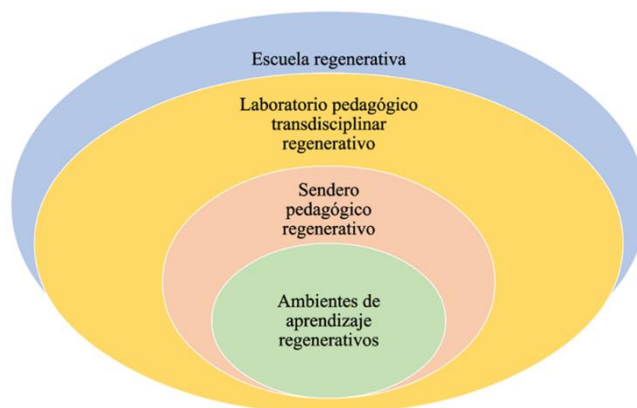 Escuela regenerativa
Laboratorio pedagógico
transdisciplinar
regenerativo
Sendero
pedagógico
regenerativo
Ambientes de
aprendizaje
regenerativos